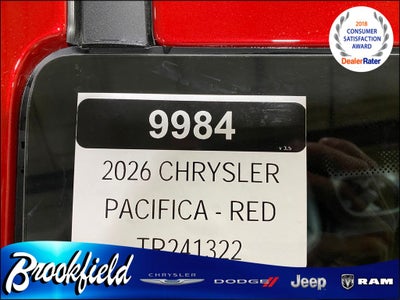 2018
CONSUMER
SATISFACTION
AWARD
DealerRater
9984
2026 CHRYSLER
PACIFICA - RED
TR241322
Brookfield
CHRYSLER DODGE Jeep RAM